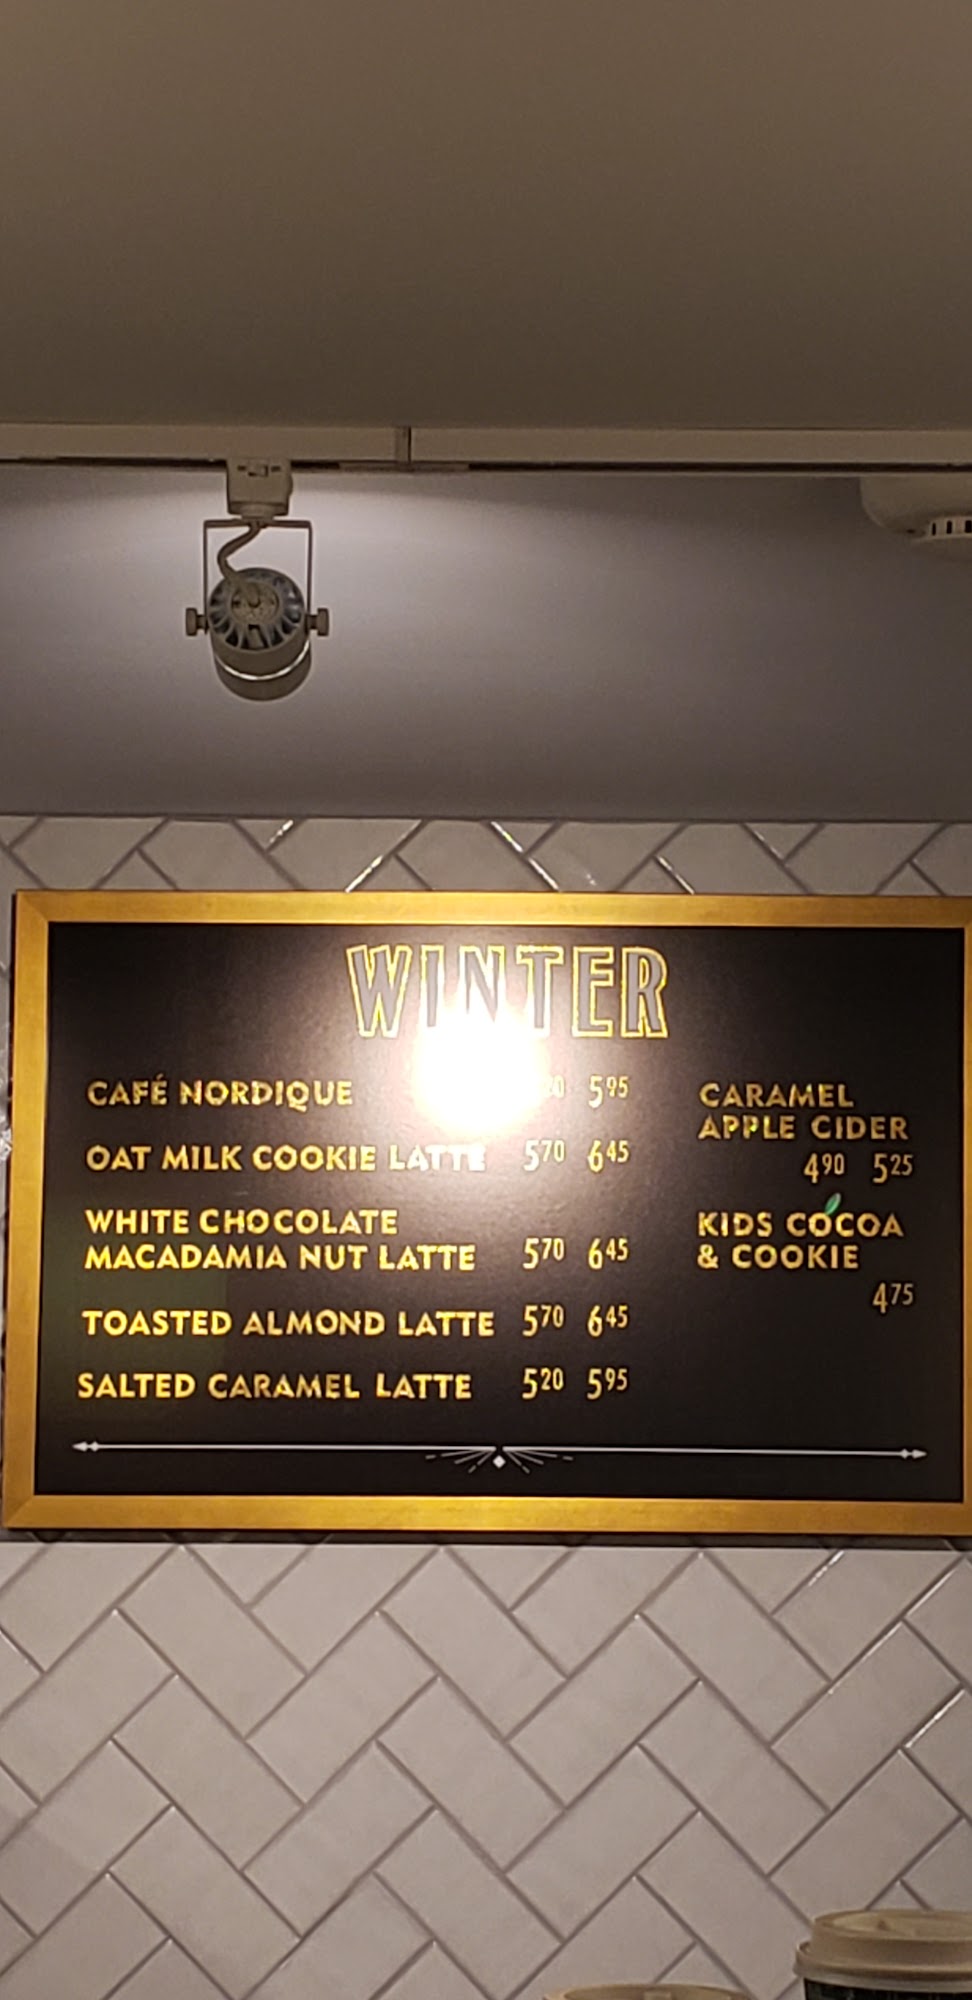 WINTER
CAFÉ NORDIQUE 5.95
OAT MILK COOKIE LATTE 5.70 6.45
WHITE CHOCOLATE
MACADAMIA NUT LATTE 5.70 6.45
TOASTED ALMOND LATTE 5.70 6.45
SALTED CARAMEL LATTE 5.20 5.95
CARAMEL
APPLE CIDER
4.90 5.25
KIDS COCOA
& COOKIE
4.75